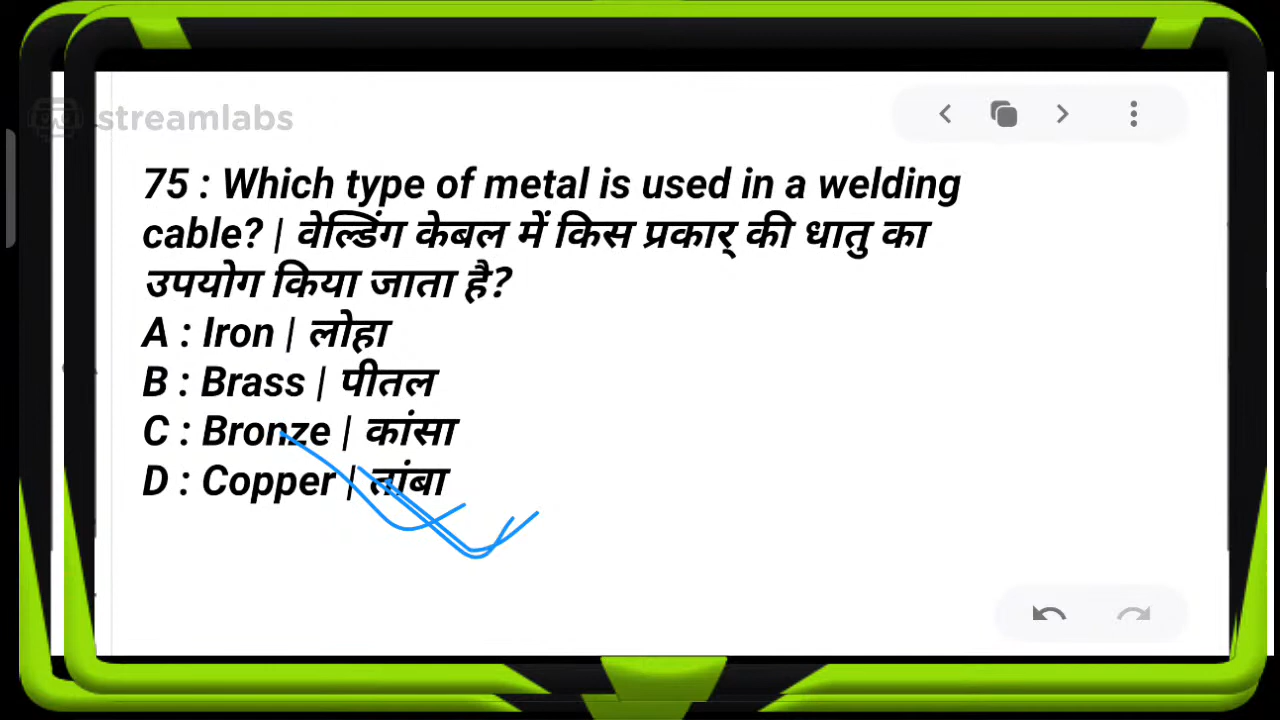 streamlabs
75 : Which type of metal is used in a welding
cable? | वेल्डिंग केबल में किस प्रकार् की धातु का
उपयोग किया जाता है?
A : Iron | लोहा
B : Brass | पीतल
C : Bronze | कांसा
D : Copper | तांबा